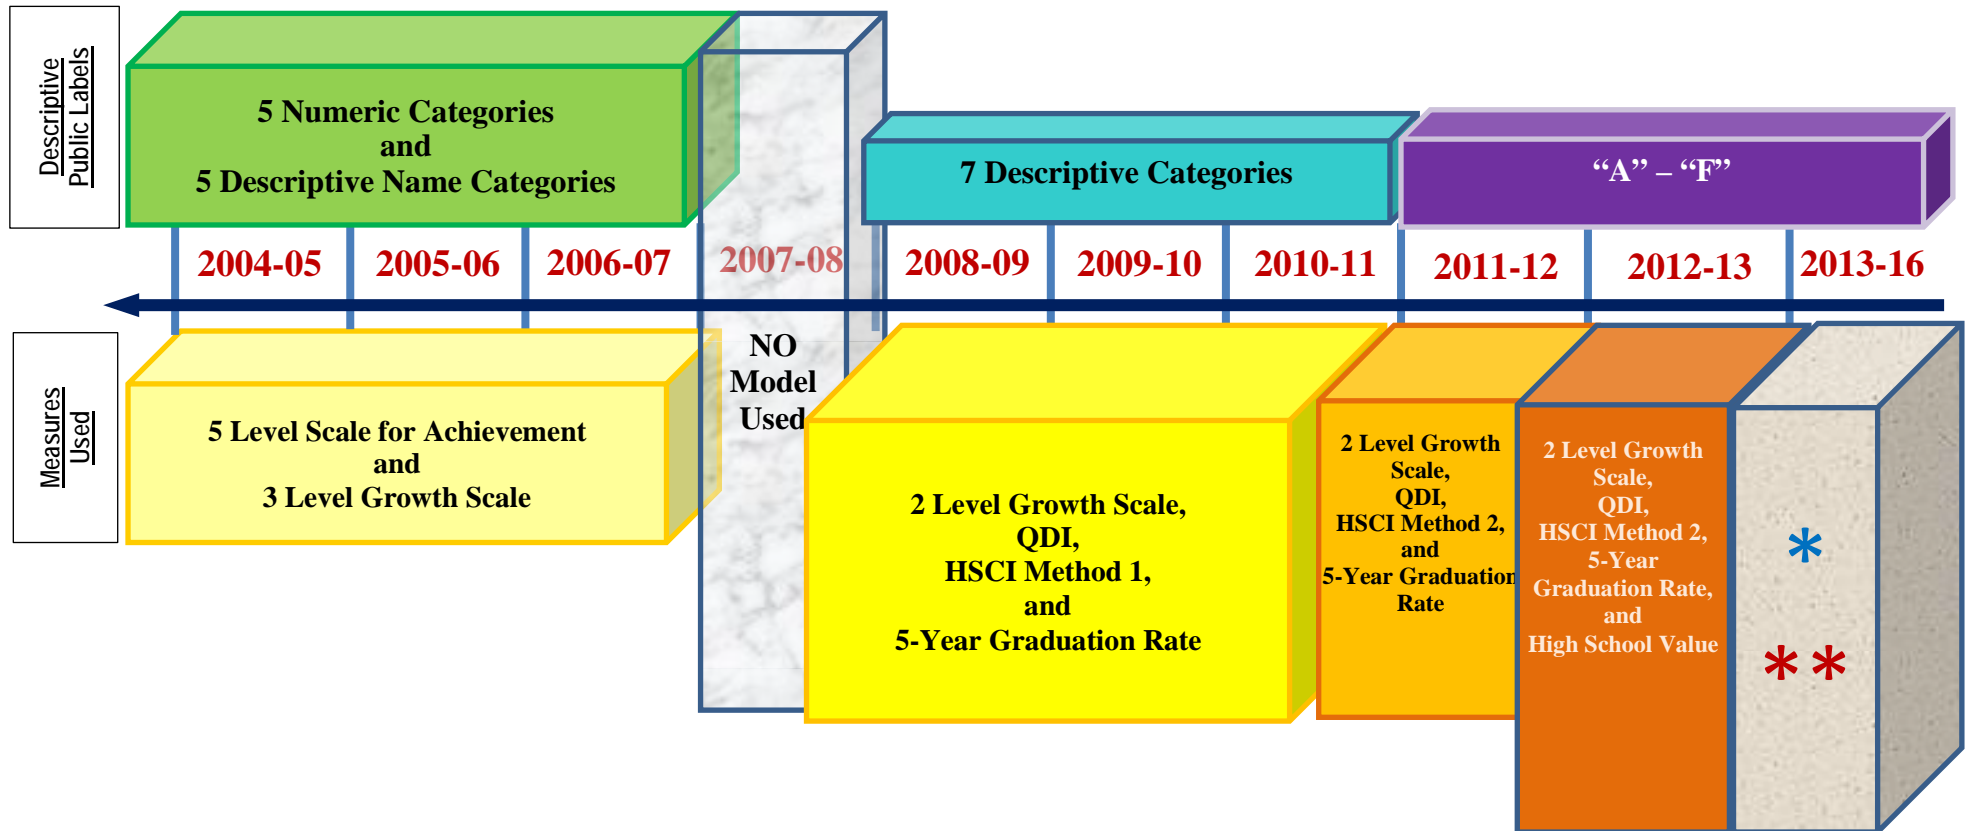 Descriptive
Public Labels
5 Numeric Categories
and
5 Descriptive Name Categories
7 Descriptive Categories
“A” – “F”
2004-05
2005-06
2006-07
2007-08
2008-09
2009-10
2010-11
2011-12
2012-13
2013-16
Measures
Used
5 Level Scale for Achievement
and
3 Level Growth Scale
NO
Model
Used
2 Level Growth Scale,
QDI,
HSCI Method 1,
and
5-Year Graduation Rate
2 Level Growth
Scale,
QDI,
HSCI Method 2,
and
5-Year Graduation
Rate
2 Level Growth
Scale,
QDI,
HSCI Method 2,
5-Year
Graduation Rate,
and
High School Value
*
**